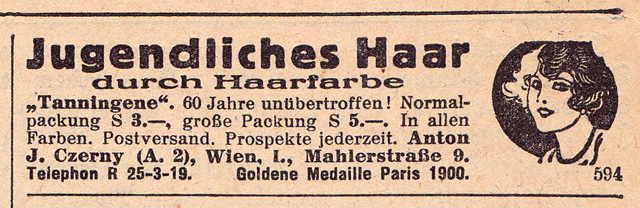 Jugendliches Haar
durch Haarfarbe
„Tanningene“. 60 Jahre unübertroffen! Normal-
packung S 3.—, große Packung S 5.—. In allen
Farben. Postversand. Prospekte jederzeit. Anton
J. Czerny (A. 2), Wien, I., Mahlerstraße 9.
Telephon R 25-3-19. Goldene Medaille Paris 1900.
594